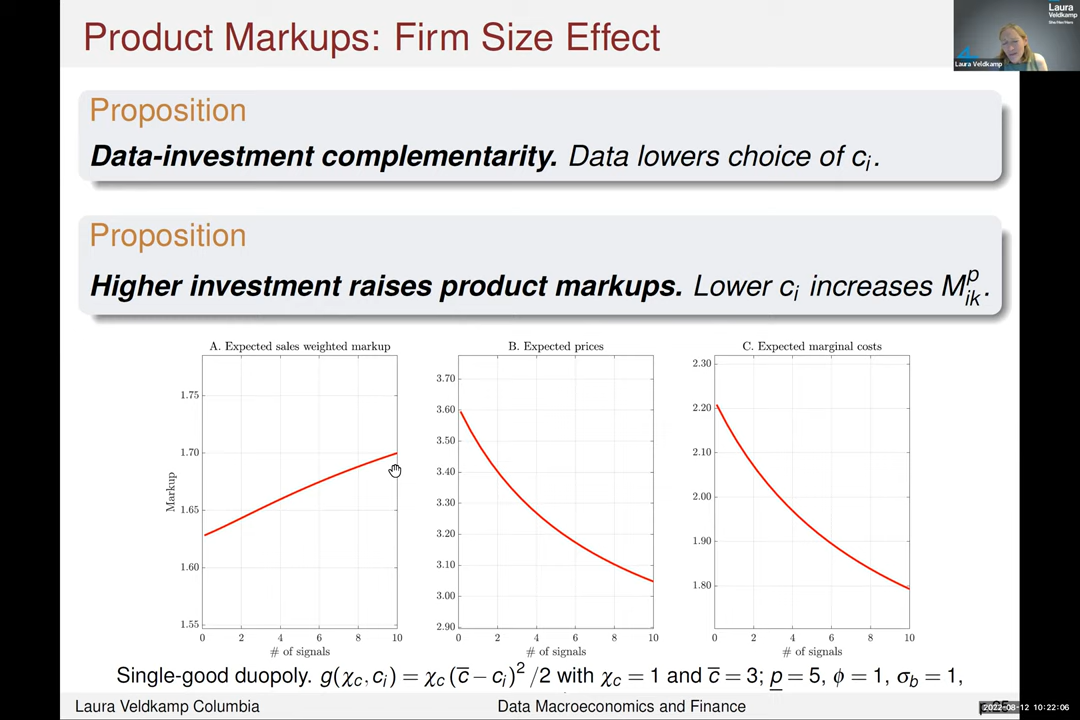 Product Markups: Firm Size Effect
Laura
Veldkamp
Laura Veldkamp
Proposition
Data-investment complementarity. Data lowers choice of cᵢ.
Proposition
Higher investment raises product markups. Lower cᵢ increases Mᵖᵢₖ.
A. Expected sales weighted markup
1.75
1.70
1.65
1.60
1.55
Markup
0 2 4 6 8 10
# of signals
B. Expected prices
3.70
3.60
3.50
3.40
3.30
3.20
3.10
3.00
2.90
0 2 4 6 8 10
# of signals
C. Expected marginal costs
2.30
2.20
2.10
2.00
1.90
1.80
0 2 4 6 8 10
# of signals
Single-good duopoly. g(χ_c, cᵢ) = χ_c (c̅ − cᵢ)² /2 with χ_c = 1 and c̅ = 3; p̲ = 5, ϕ = 1, σ_b = 1,
Laura Veldkamp Columbia
Data Macroeconomics and Finance
2022-08-12 10:22:06